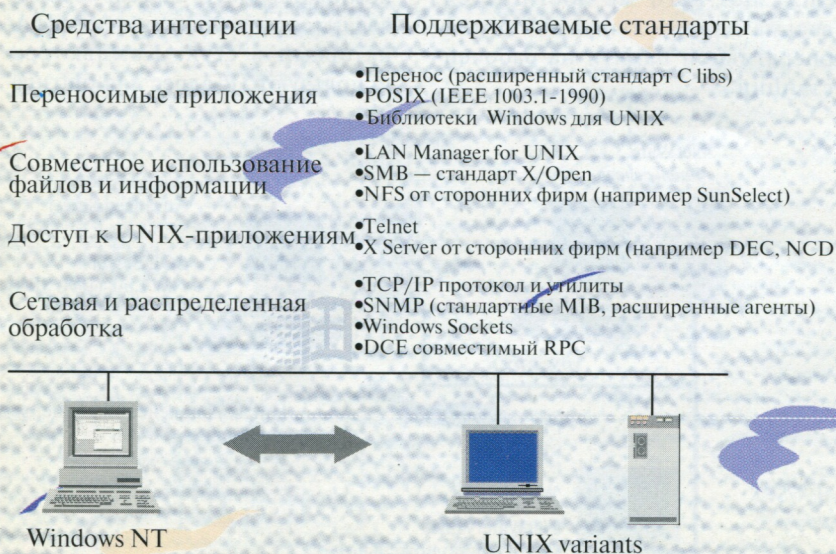 Средства интеграции
Поддерживаемые стандарты
Переносимые приложения
•Перенос (расширенный стандарт C libs)
•POSIX (IEEE 1003.1-1990)
•Библиотеки Windows для UNIX
Совместное использование
файлов и информации
•LAN Manager for UNIX
•SMB — стандарт X/Open
•NFS от сторонних фирм (например SunSelect)
Доступ к UNIX-приложениям
•Telnet
•X Server от сторонних фирм (например DEC, NCD
Сетевая и распределенная
обработка
•TCP/IP протокол и утилиты
•SNMP (стандартные MIB, расширенные агенты)
•Windows Sockets
•DCE совместимый RPC
Windows NT
UNIX variants